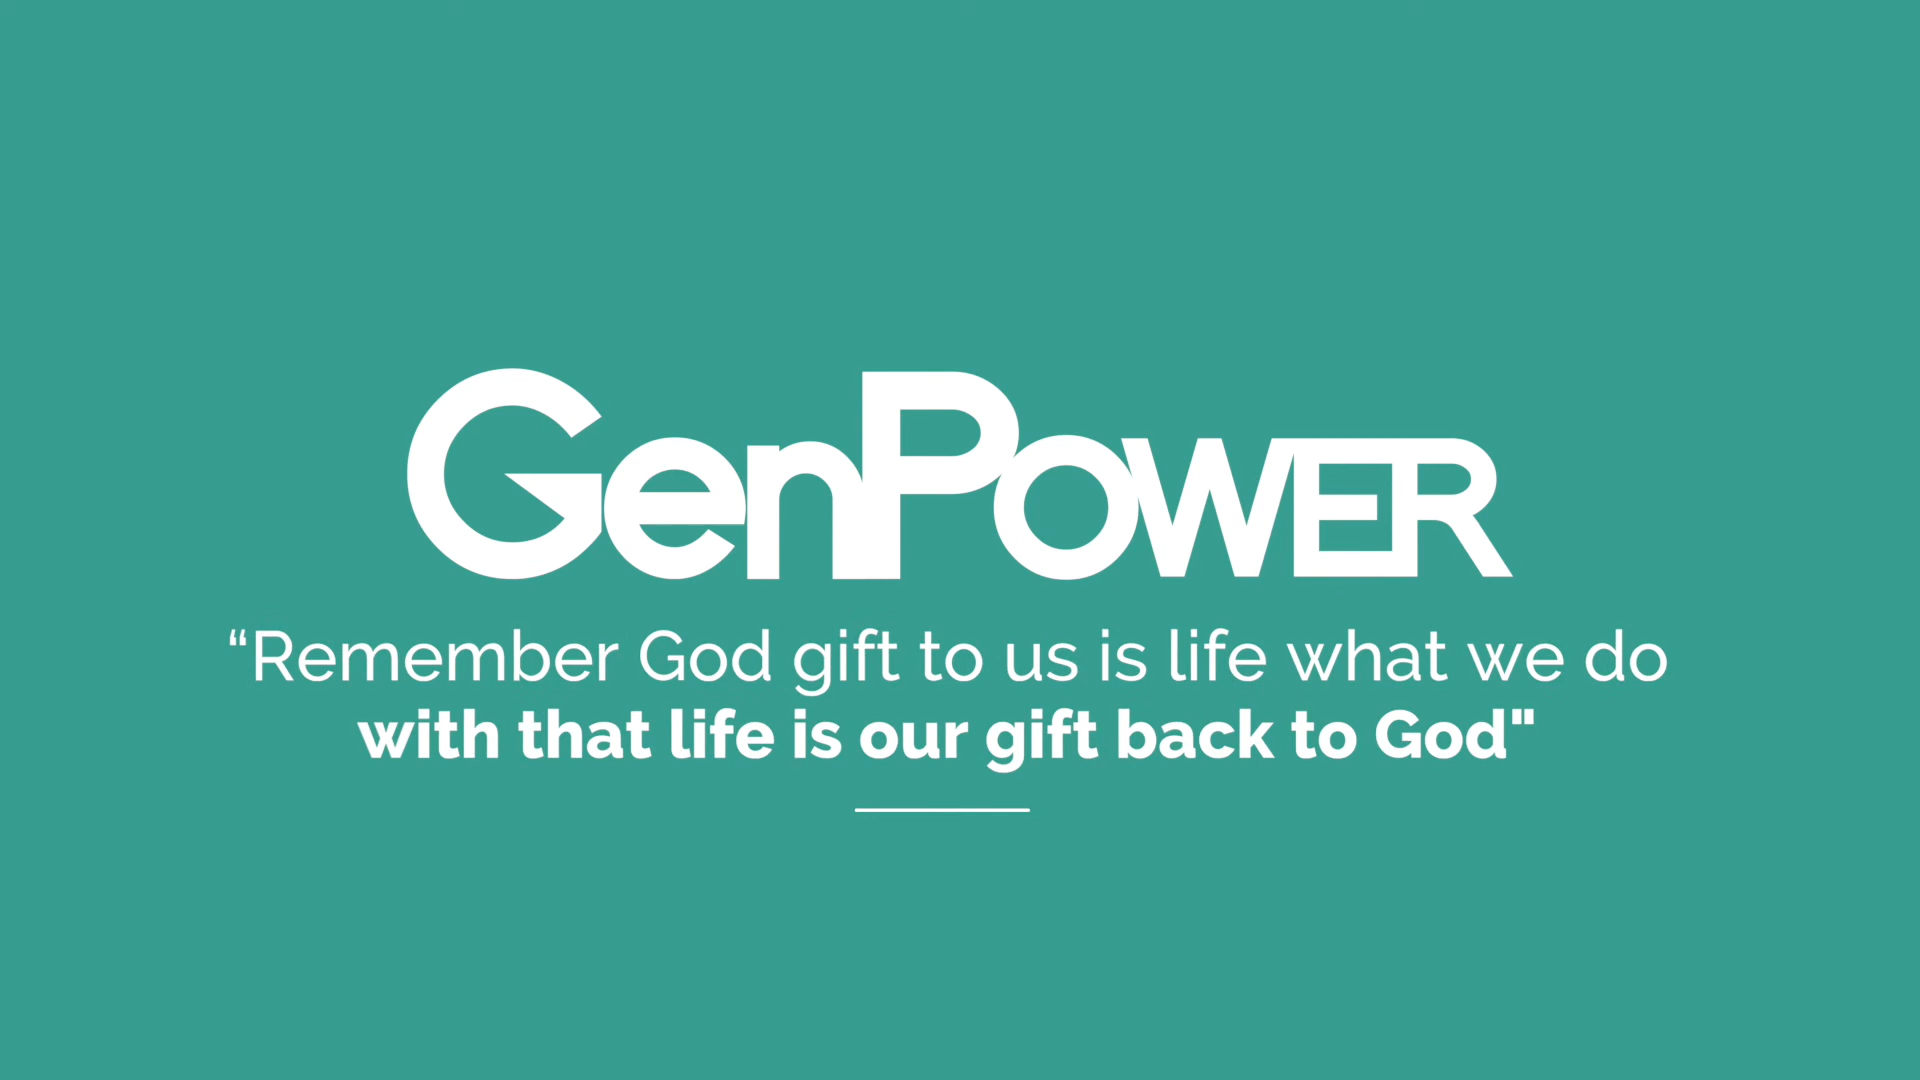 GenPower
“Remember God gift to us is life what we do
with that life is our gift back to God"